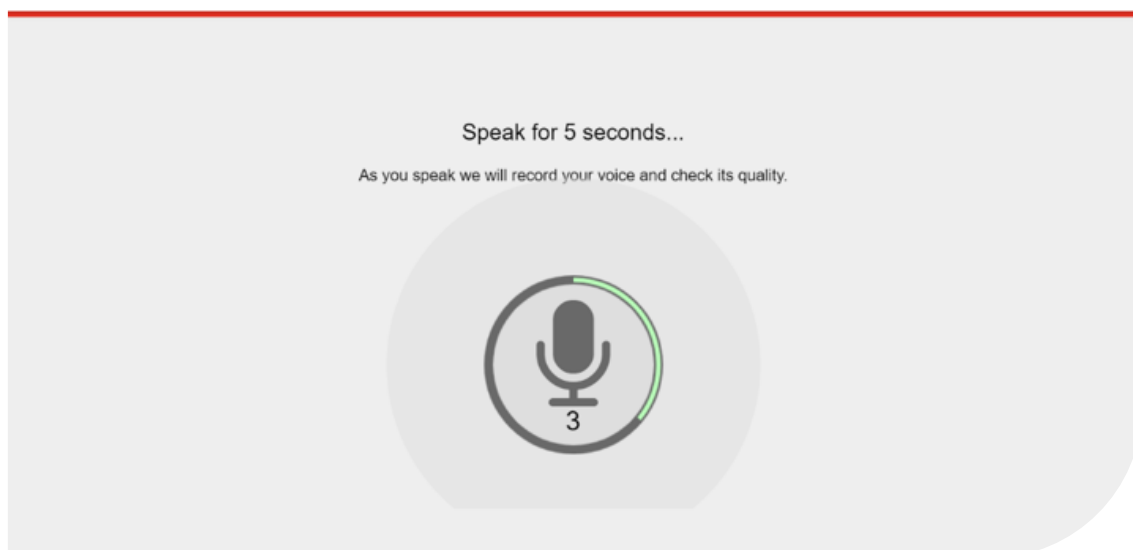 Speak for 5 seconds...
As you speak we will record your voice and check its quality.
3